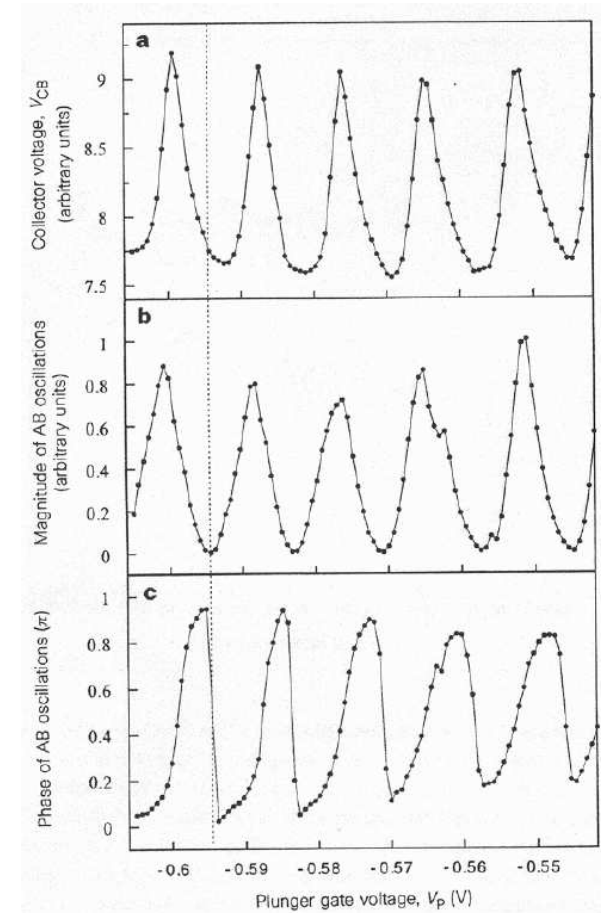 a
Collector voltage, V_CB
(arbitrary units)
9
8.5
8
7.5
b
Magnitude of AB oscillations
(arbitrary units)
1
0.8
0.6
0.4
0.2
0
c
Phase of AB oscillations (π)
1
0.8
0.6
0.4
0.2
0
-0.6 -0.59 -0.58 -0.57 -0.56 -0.55
Plunger gate voltage, V_P (V)